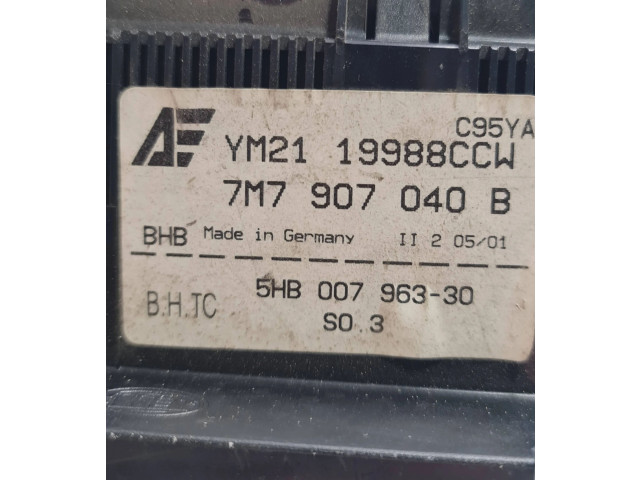 C95YA
AF YM21 19988CCW
7M7 907 040 B
BHB Made in Germany II 2 05/01
5HB 007 963-30
B.H.TC
SO.3